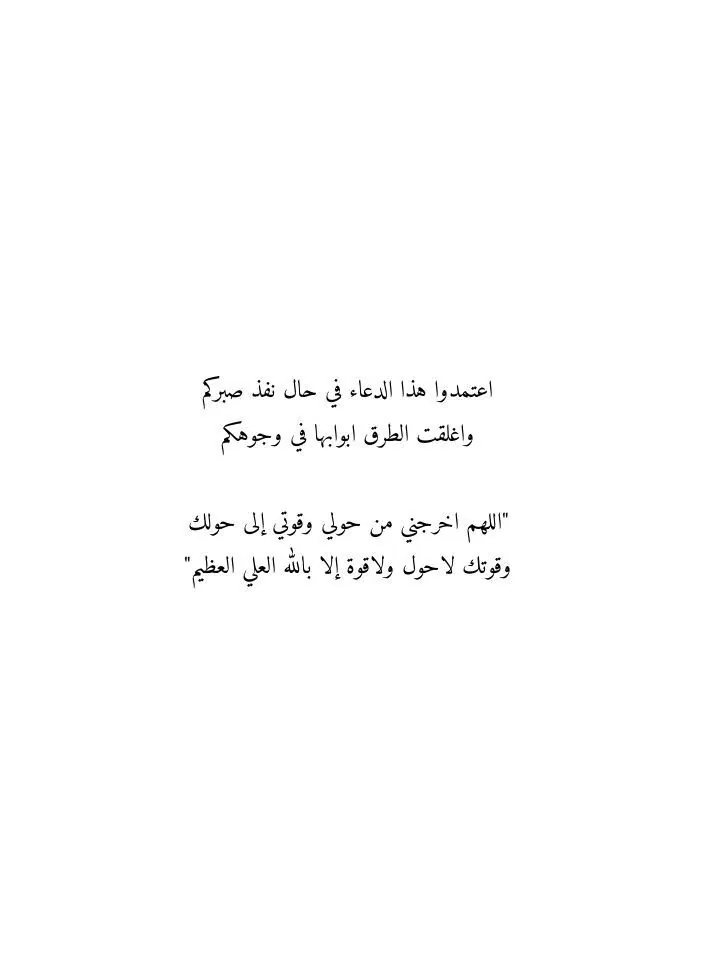 اعتمدوا هذا الدعاء في حال نفذ صبركم
واغلقت الطرق ابوابها في وجوهكم
"اللهم اخرجني من حولي وقوتي إلى حولك
وقوتك لاحول ولاقوة إلا بالله العلي العظيم"